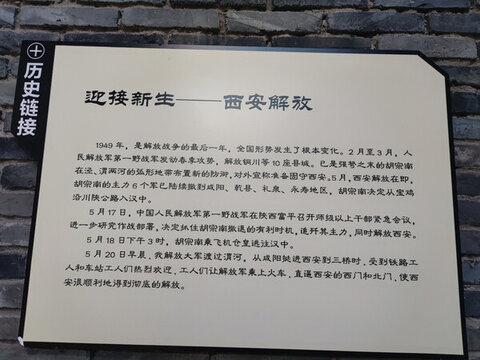 历史链接
迎接新生——西安解放
1949年，是解放战争的最后一年，全国形势发生了根本变化。2月至3月，人
民解放军第一野战军发动春季攻势，解放铜川等10座县城。已是强弩之末的胡宗南
在泾、渭两河的弧形地带布置新的防御，对外宣称准备固守西安。5月，西安解放在即，
胡宗南的主力6个军已陆续撤到咸阳、乾县、礼泉、永寿地区，胡宗南决定从宝鸡
沿川陕公路入汉中。
5月17日，中国人民解放军第一野战军在陕西富平召开师级以上干部紧急会议，
进一步研究作战部署，决定抓住胡宗南撤退的有利时机，追歼其主力，同时解放西安。
5月18日下午3时，胡宗南乘飞机仓皇逃往汉中。
5月20日早晨，我解放大军渡过渭河，从咸阳挺进西安到三桥时，受到铁路工
人和车站工人们热烈欢迎，工人们让解放军乘上火车，直逼西安的西门和北门，使西
安很顺利地得到彻底的解放。